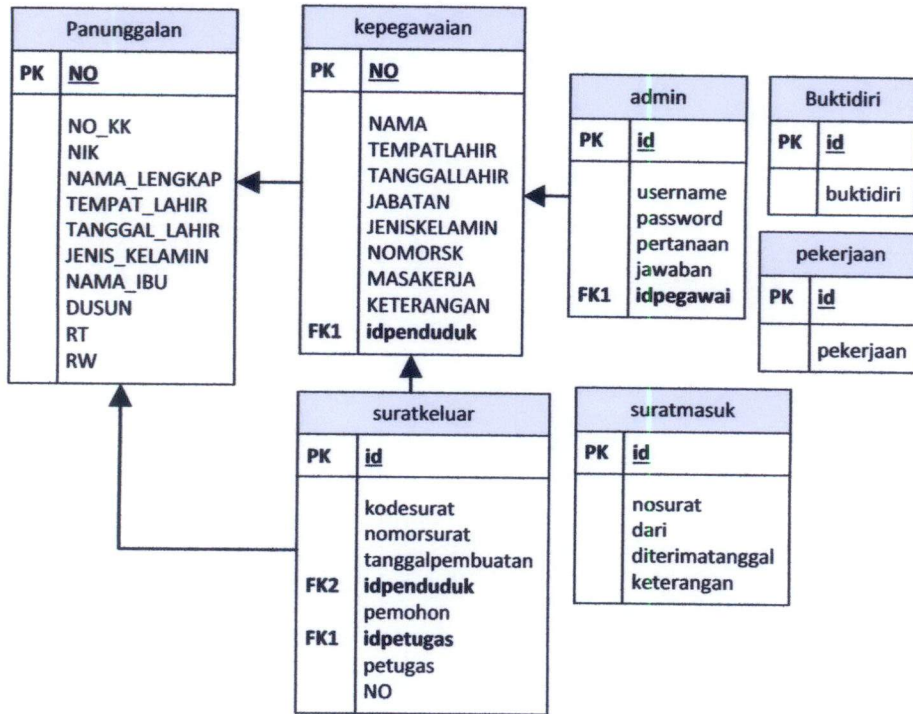 Panunggalan
PK NO
NO_KK
NIK
NAMA_LENGKAP
TEMPAT_LAHIR
TANGGAL_LAHIR
JENIS_KELAMIN
NAMA_IBU
DUSUN
RT
RW
kepegawaian
PK NO
NAMA
TEMPATLAHIR
TANGGALLAHIR
JABATAN
JENISKELAMIN
NOMORSK
MASAKERJA
KETERANGAN
FK1 idpenduduk
admin
PK id
username
password
pertanaan
jawaban
FK1 idpegawai
Buktidiri
PK id
buktidiri
pekerjaan
PK id
pekerjaan
suratkeluar
PK id
kodesurat
nomorsurat
tanggalpembuatan
FK2 idpenduduk
pemohon
FK1 idpetugas
petugas
NO
suratmasuk
PK id
nosurat
dari
diterimatanggal
keterangan